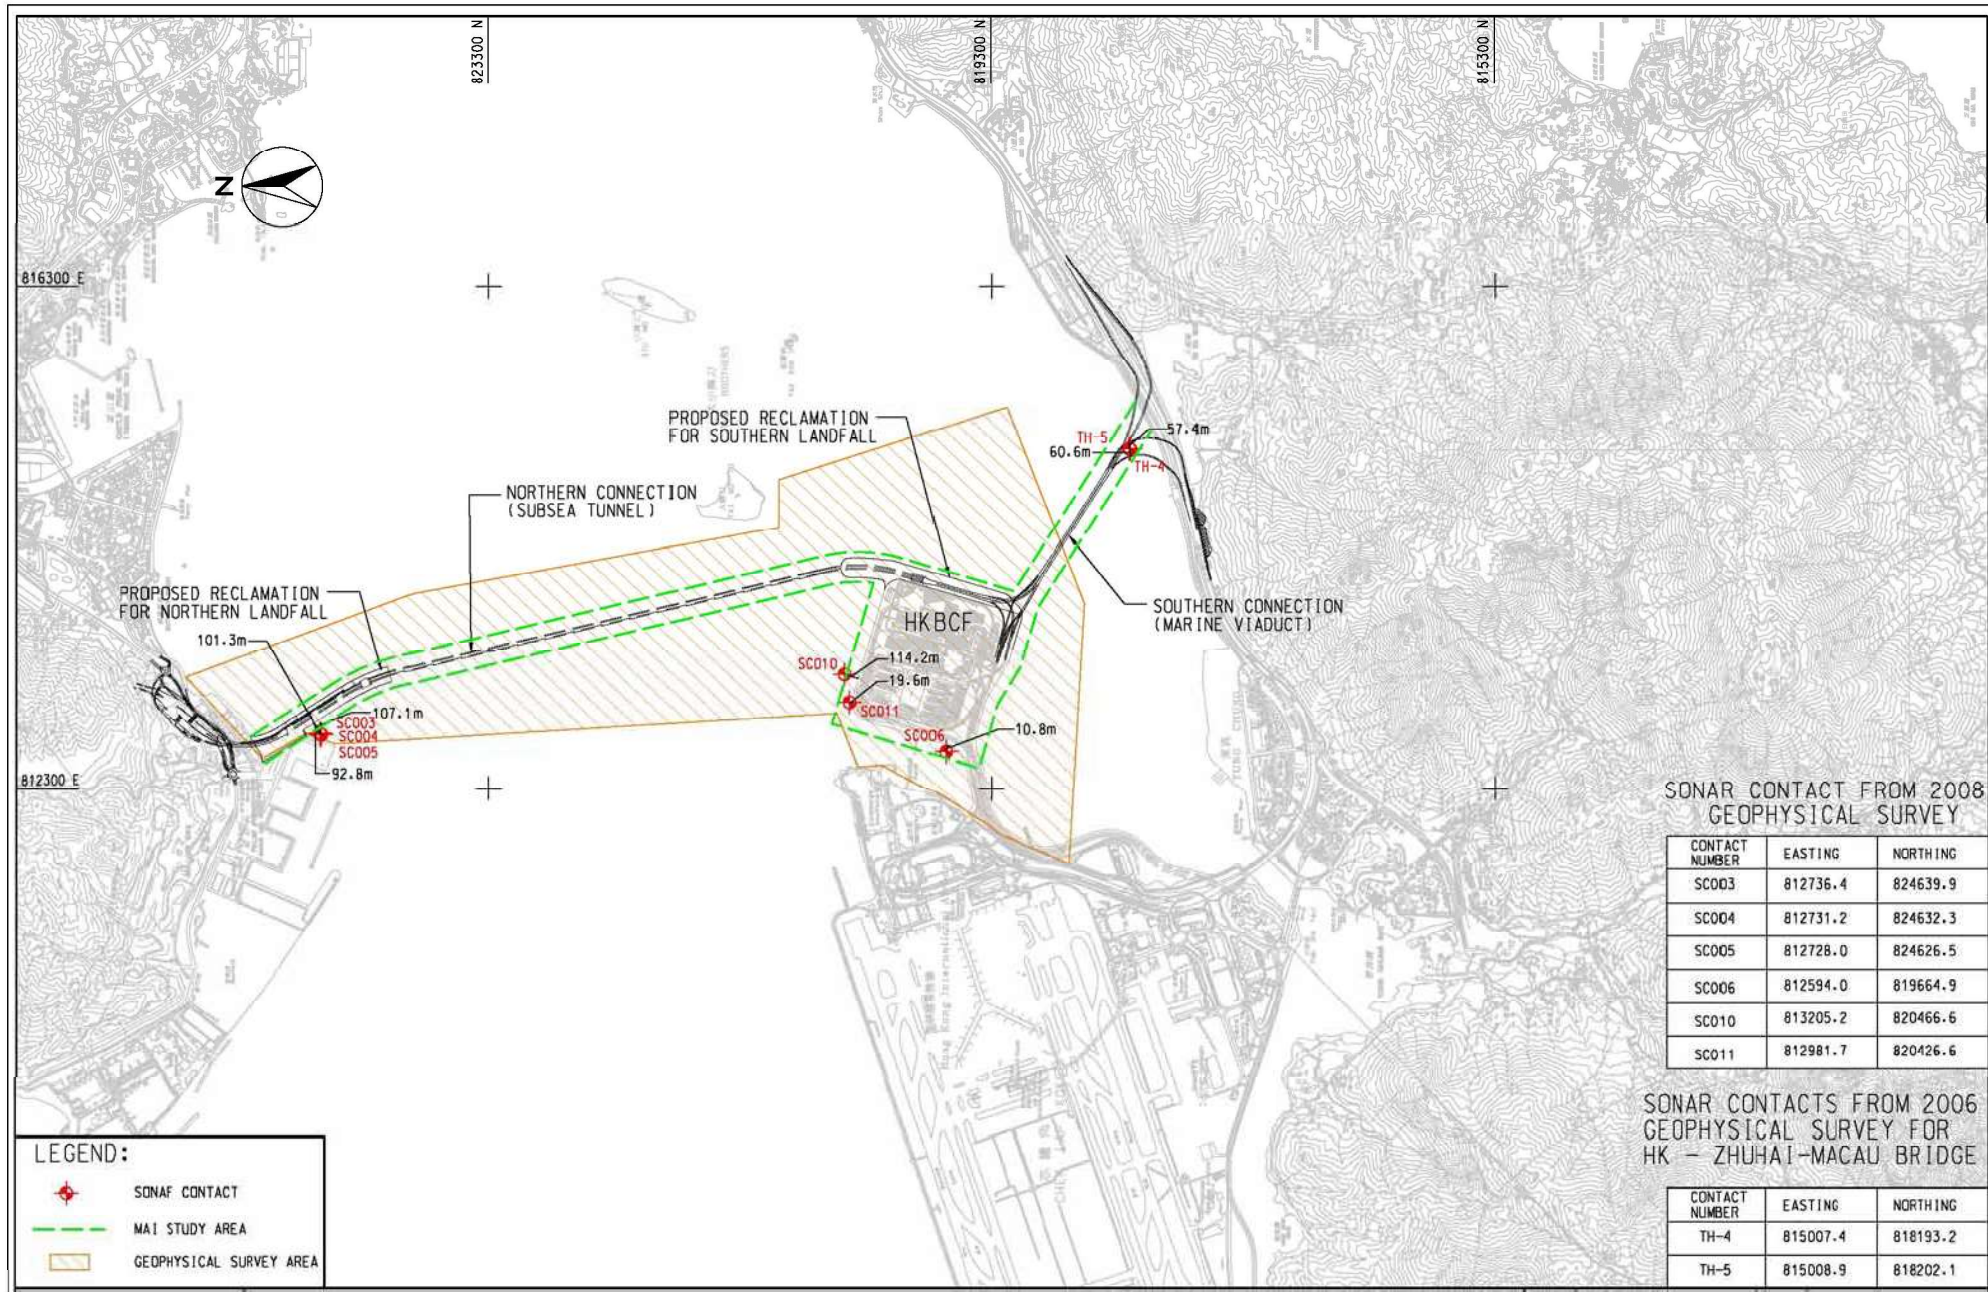 823300 N
819300 N
815300 N
N
816300 E
PROPOSED RECLAMATION
FOR SOUTHERN LANDFALL
TH-5
57.4m
60.6m
TH-4
NORTHERN CONNECTION
(SUBSEA TUNNEL)
PROPOSED RECLAMATION
FOR NORTHERN LANDFALL
SOUTHERN CONNECTION
(MARINE VIADUCT)
HKBCF
101.3m
SC010
114.2m
19.6m
SC011
107.1m
SC003
SC004
SC005
92.8m
SC006
10.8m
812300 E
SONAR CONTACT FROM 2008
GEOPHYSICAL SURVEY
CONTACT NUMBER EASTING NORTHING
SC003 812736.4 824639.9
SC004 812731.2 824632.3
SC005 812728.0 824626.5
SC006 812594.0 819664.9
SC010 813205.2 820466.6
SC011 812981.7 820426.6
SONAR CONTACTS FROM 2006
GEOPHYSICAL SURVEY FOR
HK - ZHUHAI-MACAU BRIDGE
CONTACT NUMBER EASTING NORTHING
TH-4 815007.4 818193.2
TH-5 815008.9 818202.1
LEGEND:
SONAF CONTACT
MAI STUDY AREA
GEOPHYSICAL SURVEY AREA
BROTHERS
TUNG CHUNG
Hong Kong International